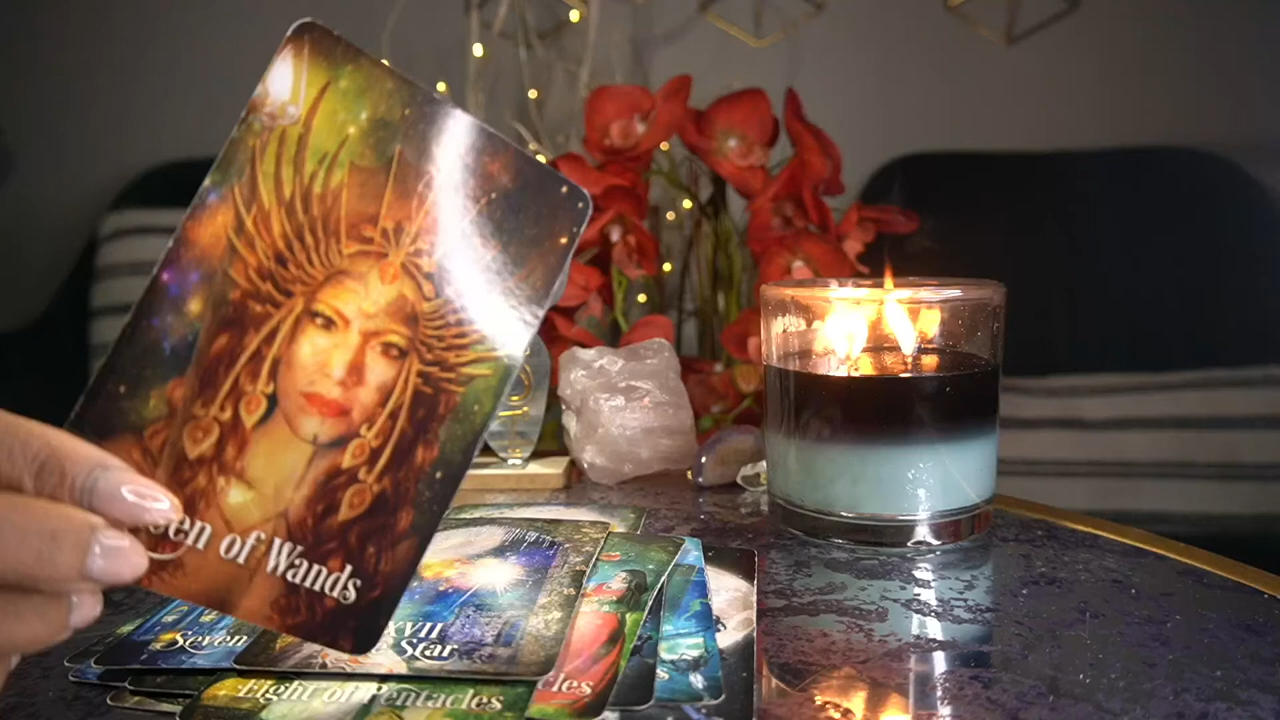 een of Wands
XVII
Star
Seven
Eight of Pentacles
cles